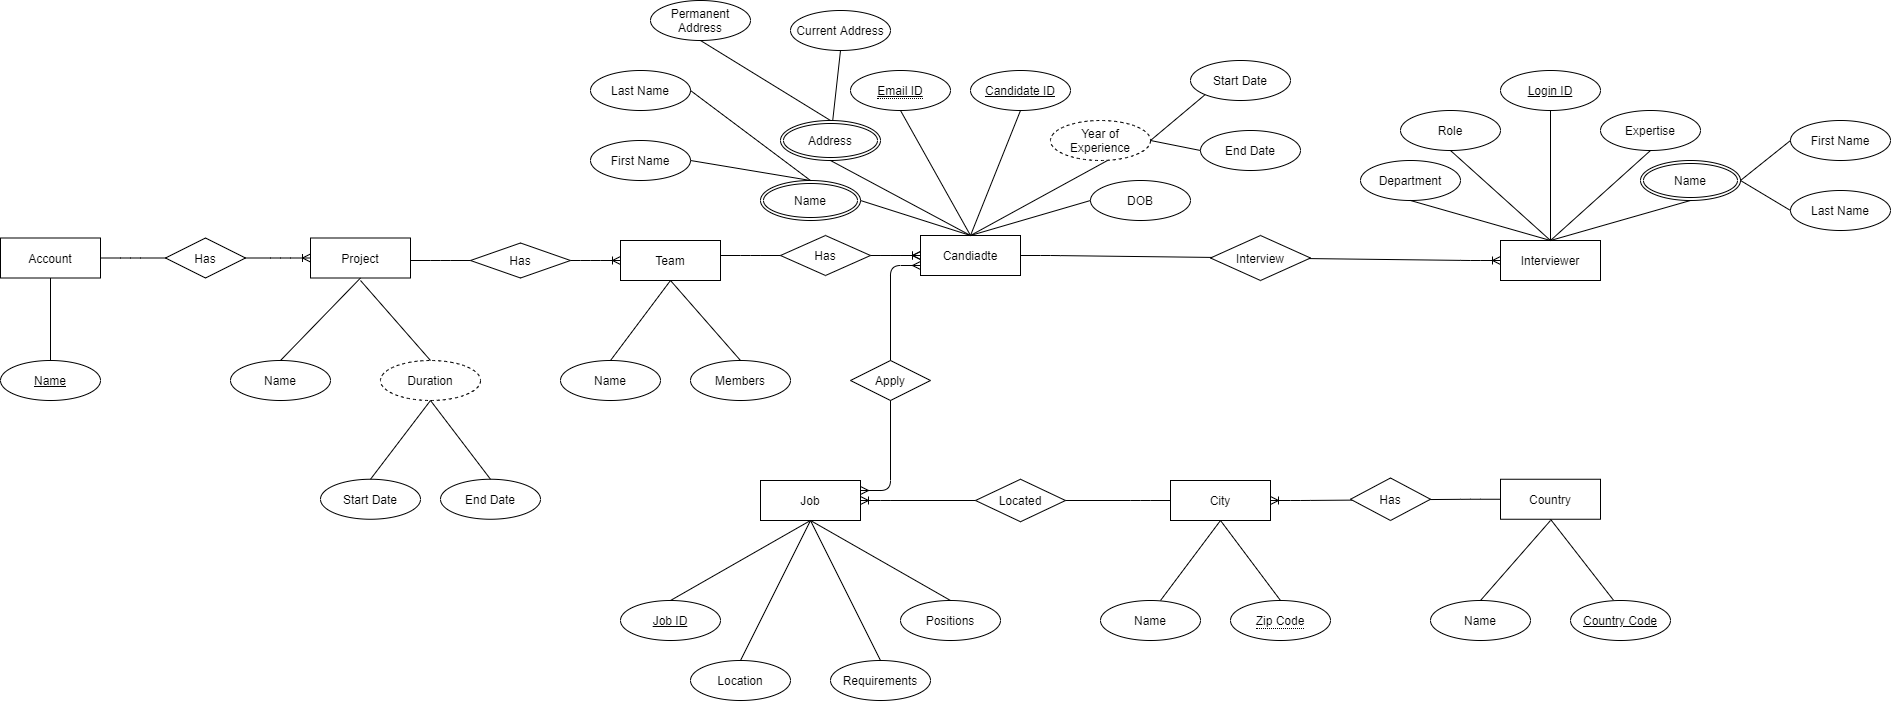 Permanent
Address
Current Address
Last Name
Email ID
Candidate ID
Start Date
Login ID
Address
Year of
Experience
Role
Expertise
First Name
First Name
End Date
Department
Name
Name
DOB
Last Name
Account
Has
Project
Has
Team
Has
Candiadte
Interview
Interviewer
Name
Name
Duration
Name
Members
Apply
Start Date
End Date
Job
Located
City
Has
Country
Job ID
Positions
Name
Zip Code
Name
Country Code
Location
Requirements